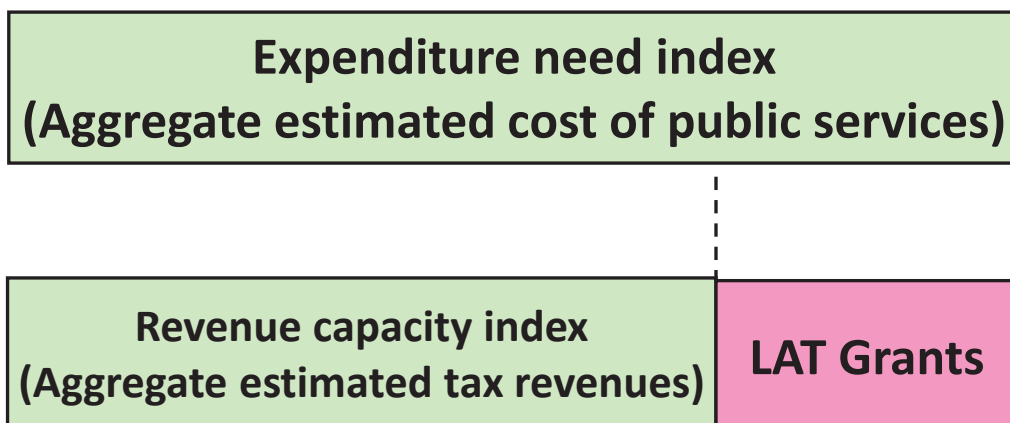 Expenditure need index
(Aggregate estimated cost of public services)
Revenue capacity index
(Aggregate estimated tax revenues)
LAT Grants